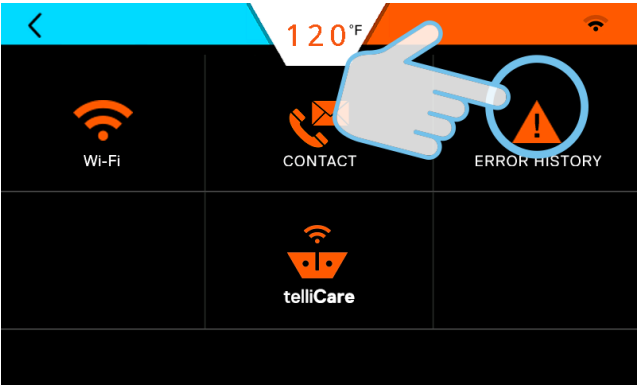 120°F
Wi-Fi
CONTACT
ERROR HISTORY
telliCare